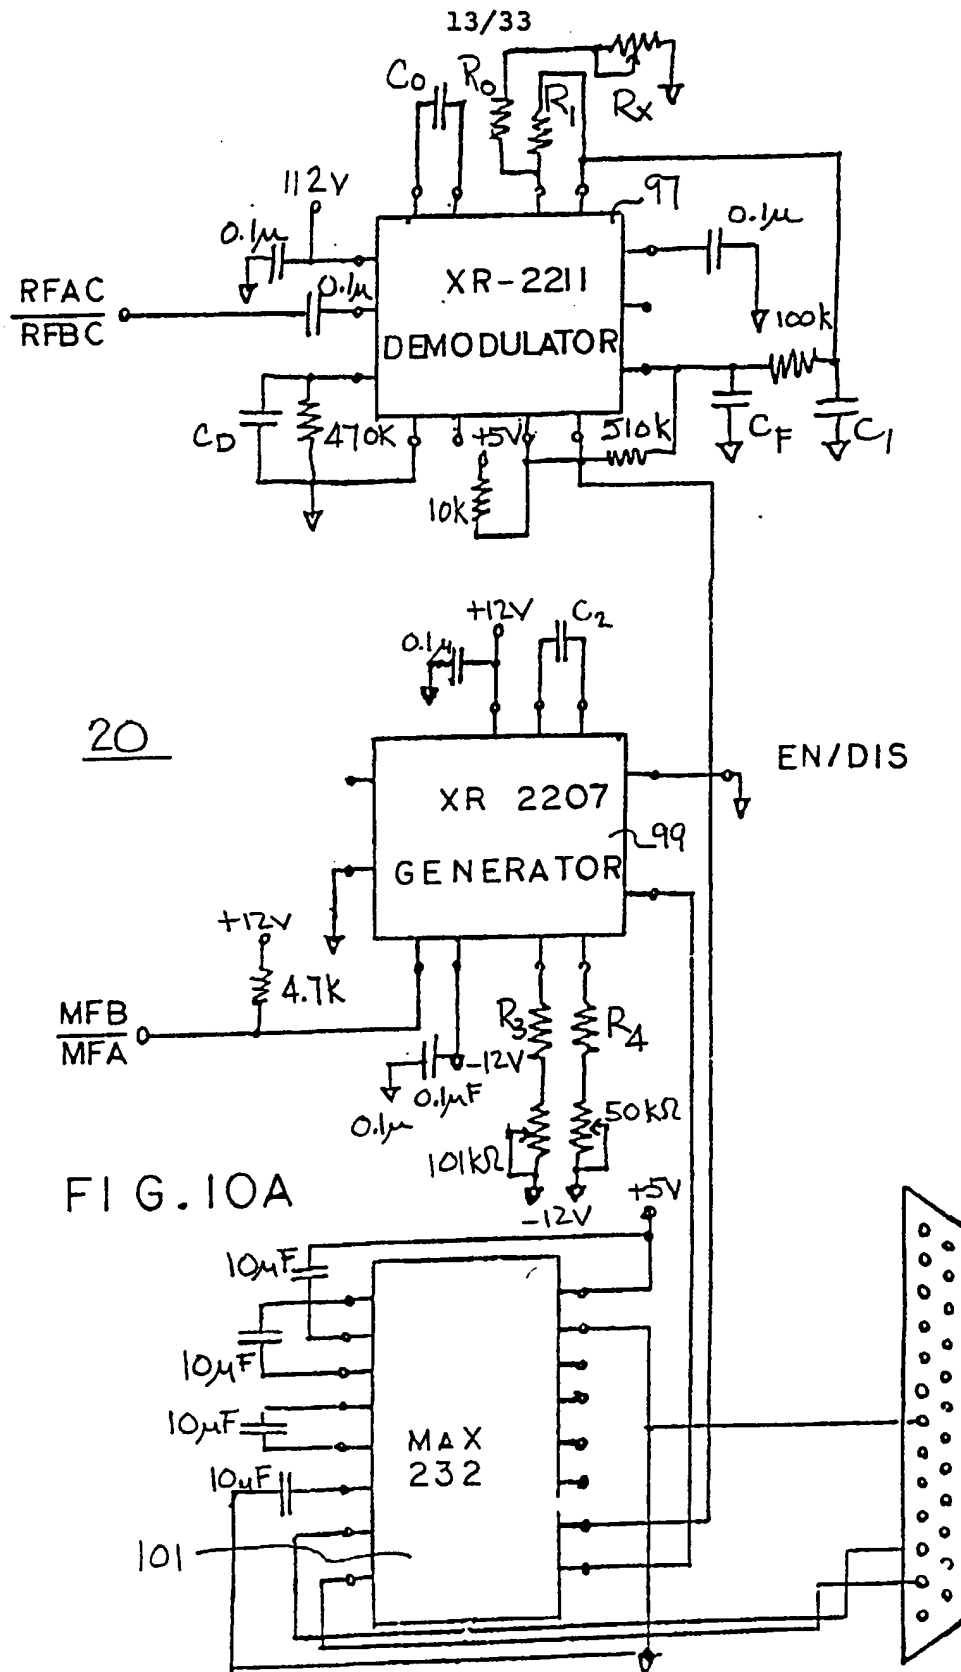 13/33
C0 R0 R1 Rx
112V
97
0.1μ
0.1μ
0.1μ
RFAC
RFBC
XR-2211
DEMODULATOR
100k
CD
470k
+5V
510k
CF
C1
10k
+12V
C2
0.1μ
20
EN/DIS
XR 2207
99
GENERATOR
+12V
4.7k
MFB
MFA
R3
R4
-12V
0.1μF
0.1μ
50kΩ
101kΩ
FIG.10A
-12V
+5V
10μF
10μF
10μF
10μF
MAX
232
101